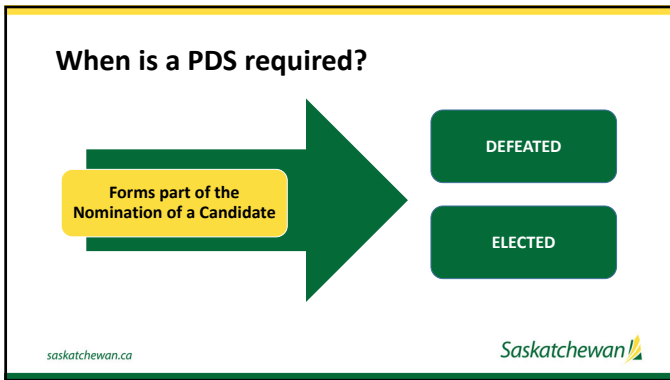 When is a PDS required?
Forms part of the
Nomination of a Candidate
DEFEATED
ELECTED
saskatchewan.ca
Saskatchewan